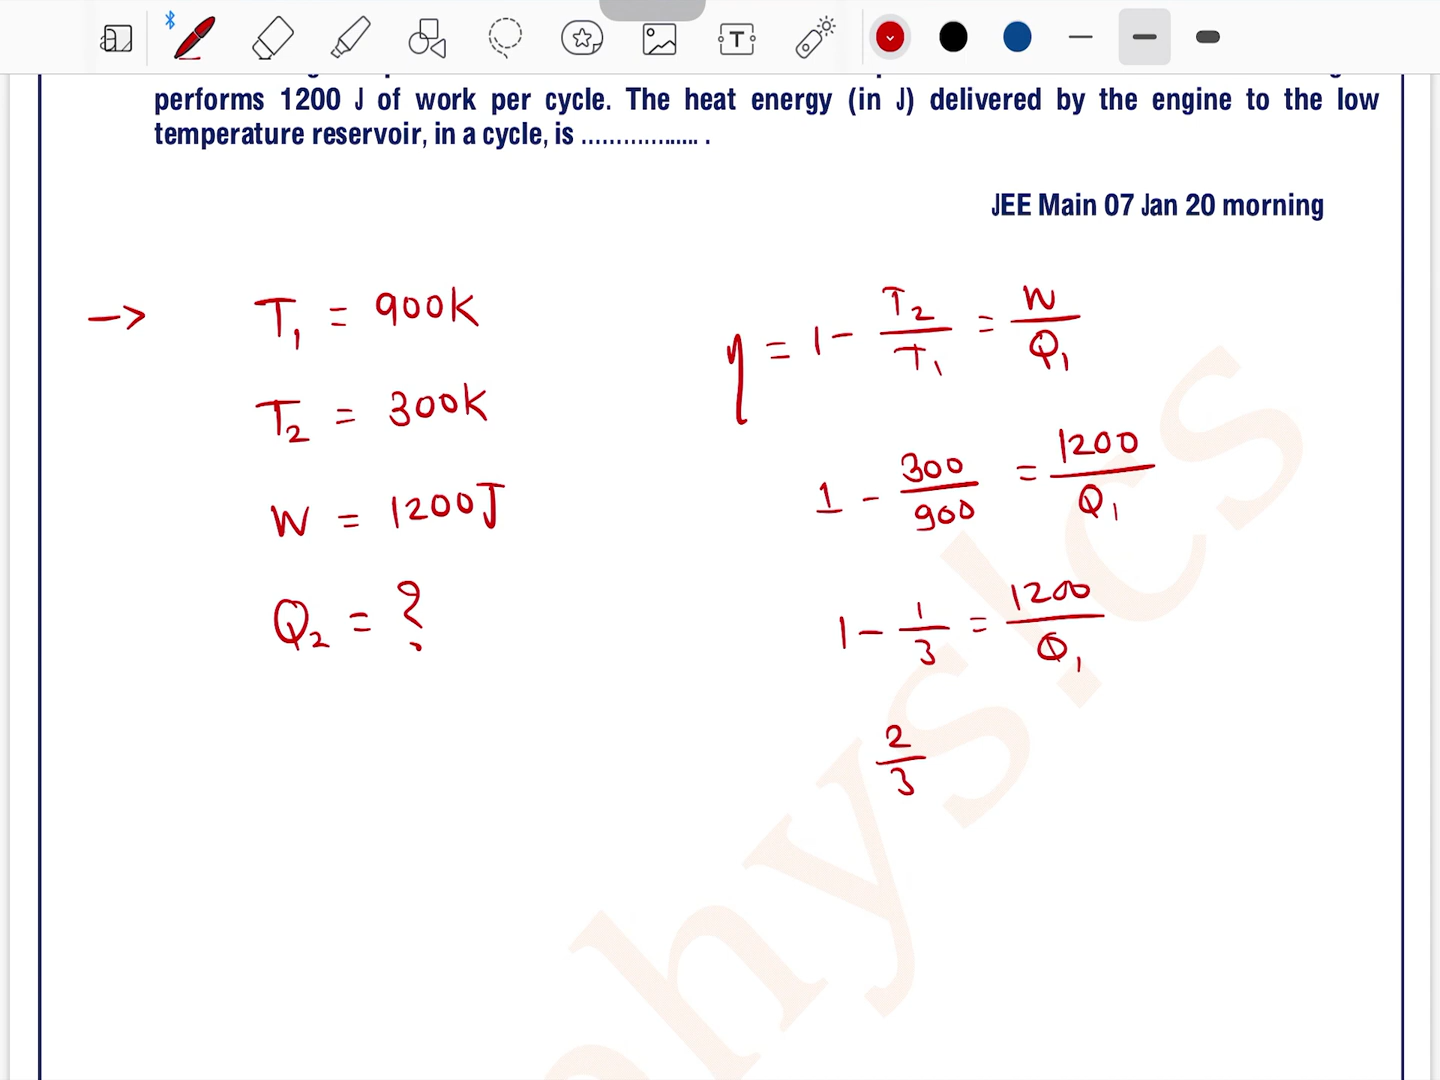 performs 1200 J of work per cycle. The heat energy (in J) delivered by the engine to the low
temperature reservoir, in a cycle, is .................. .
JEE Main 07 Jan 20 morning
→ T₁ = 900K
T₂ = 300K
W = 1200J
Q₂ = ?
η = 1 - T₂/T₁ = W/Q₁
1 - 300/900 = 1200/Q₁
1 - 1/3 = 1200/Q₁
2/3
phys!cs